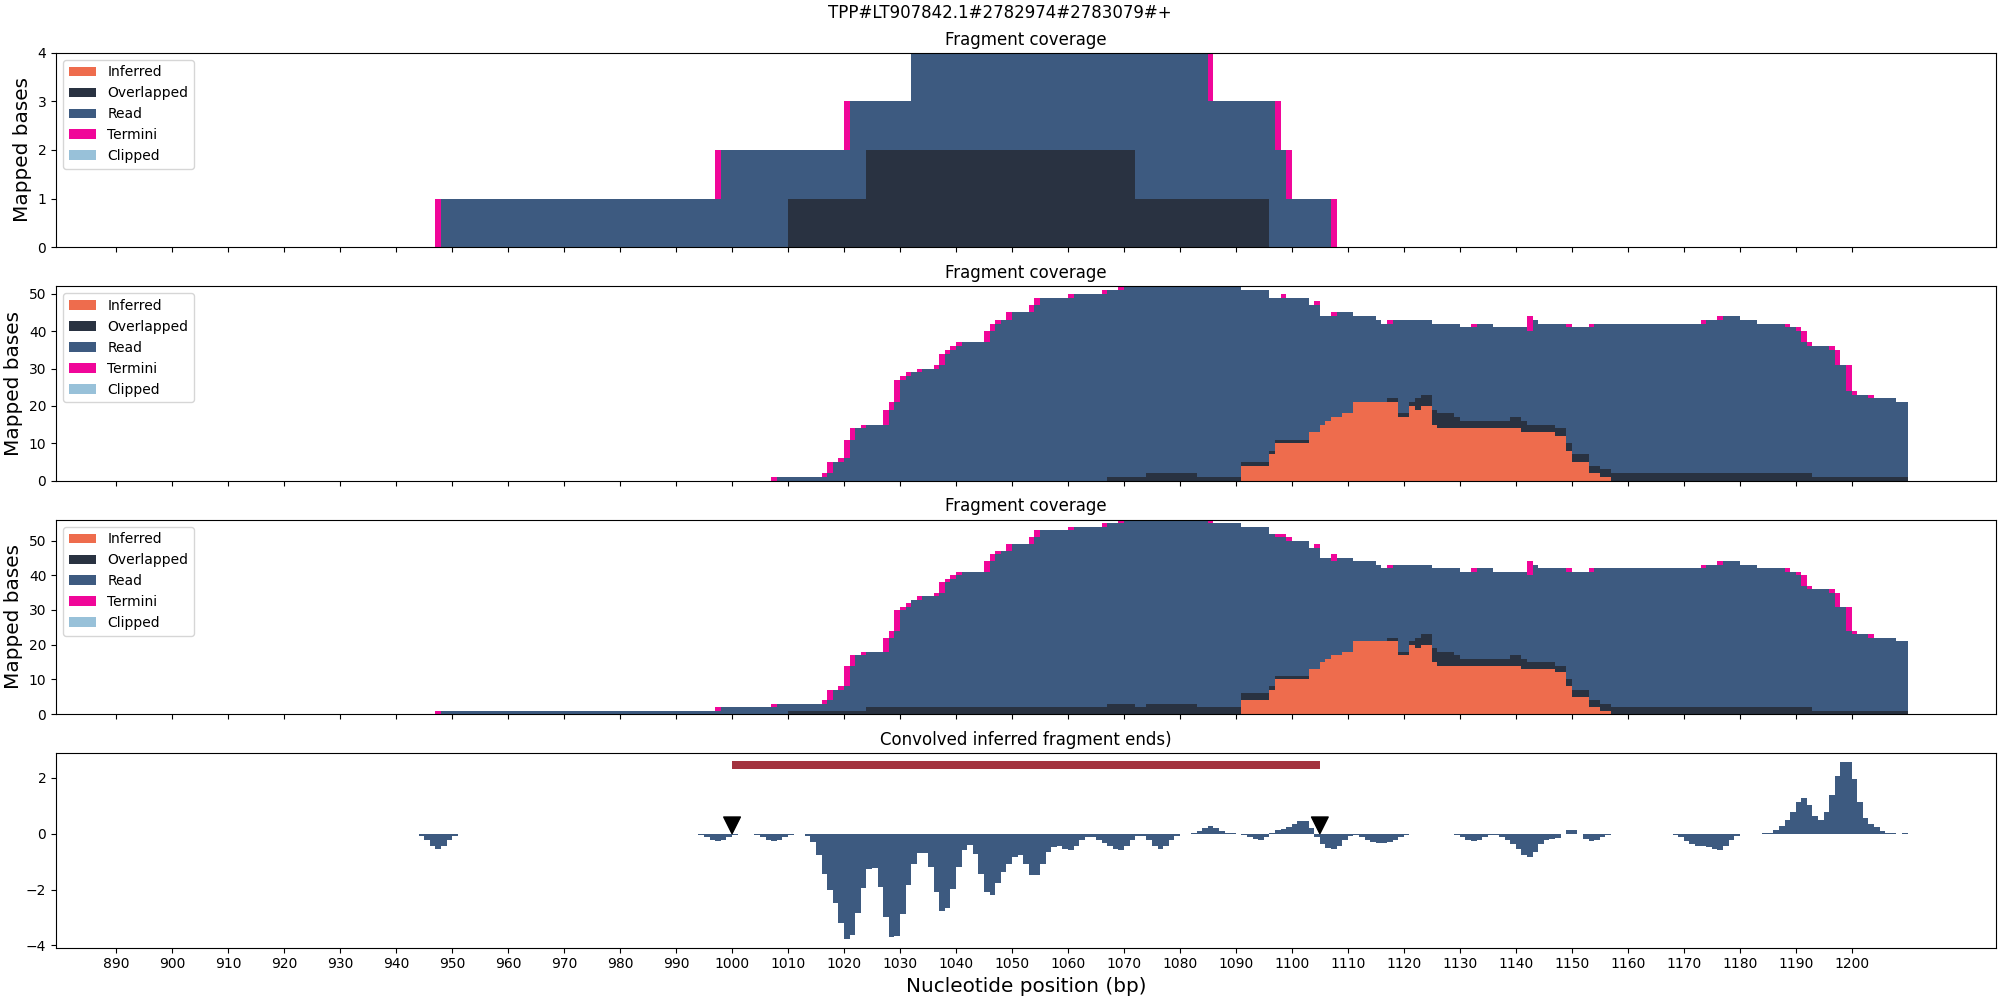 TPP#LT907842.1#2782974#2783079#+
Fragment coverage
Mapped bases
4
3
2
1
0
Inferred
Overlapped
Read
Termini
Clipped
Fragment coverage
Mapped bases
50
40
30
20
10
0
Inferred
Overlapped
Read
Termini
Clipped
Fragment coverage
Mapped bases
50
40
30
20
10
0
Inferred
Overlapped
Read
Termini
Clipped
Convolved inferred fragment ends)
2
0
−2
−4
890 900 910 920 930 940 950 960 970 980 990 1000 1010 1020 1030 1040 1050 1060 1070 1080 1090 1100 1110 1120 1130 1140 1150 1160 1170 1180 1190 1200
Nucleotide position (bp)